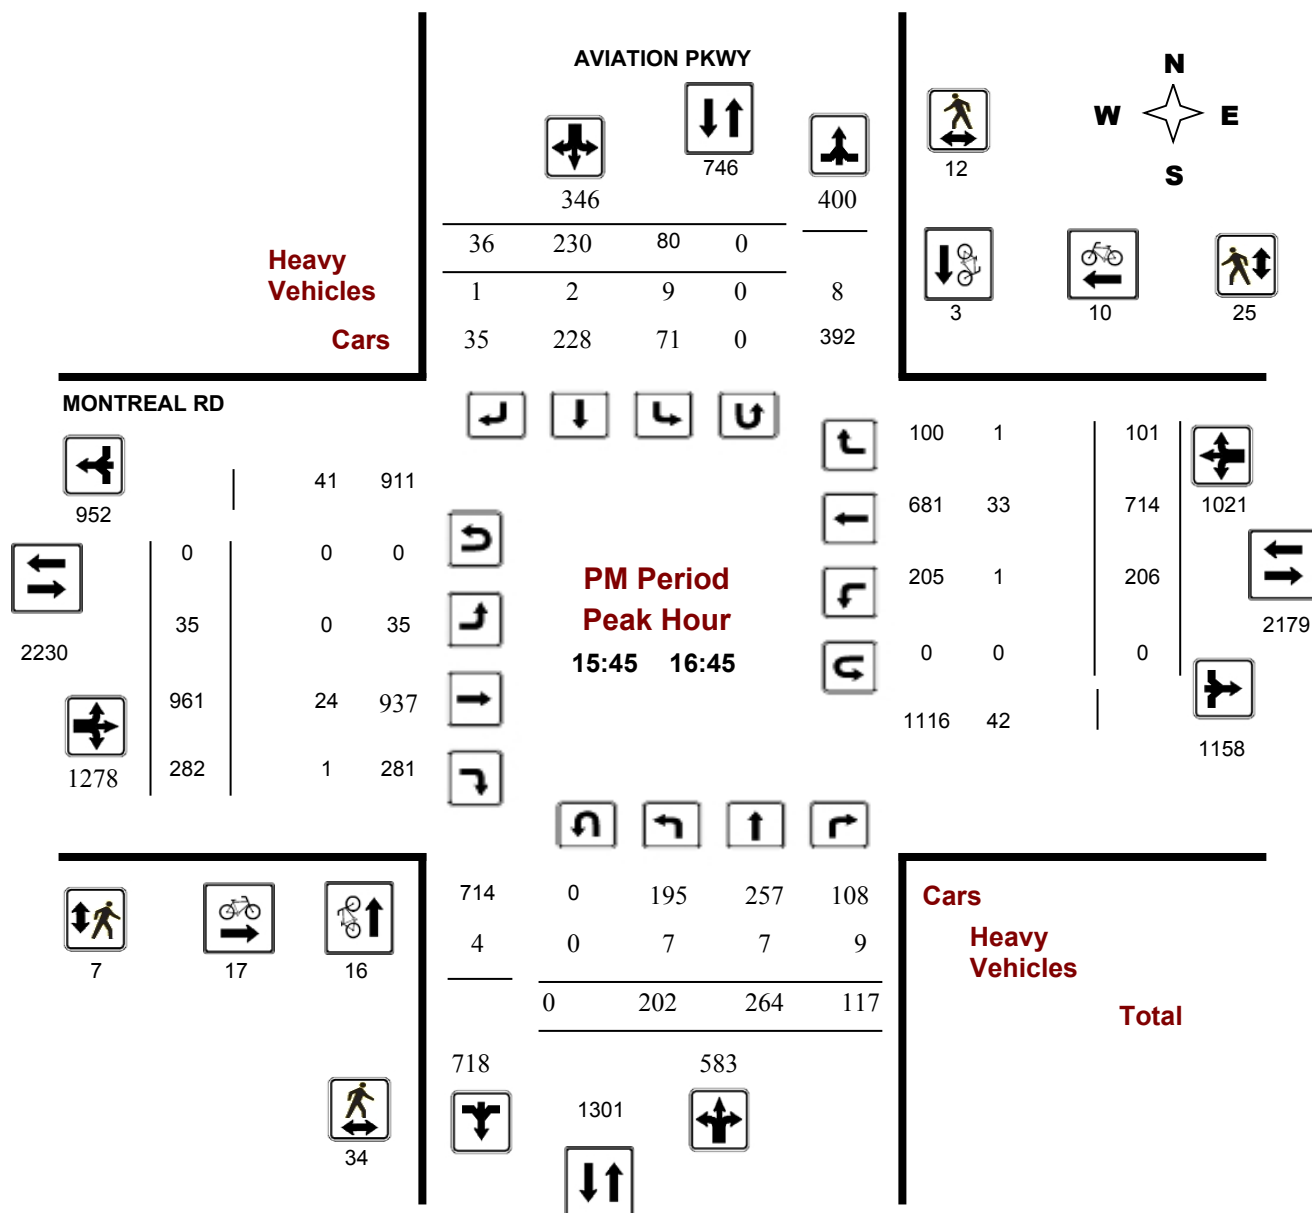 AVIATION PKWY
N
W E
S
746
12
346
400
36 230 80 0
Heavy
Vehicles
1 2 9 0 8
3 10 25
Cars
35 228 71 0 392
MONTREAL RD
100 1 101
41 911
952
681 33 714 1021
0 0 0
PM Period
205 1 206
Peak Hour
35 0 35
2179
2230
15:45 16:45
0 0 0
961 24 937
1116 42
1158
1278
282 1 281
714 0 195 257 108
Cars
4 0 7 7 9
Heavy
Vehicles
7 17 16
0 202 264 117
Total
718 583
1301
34